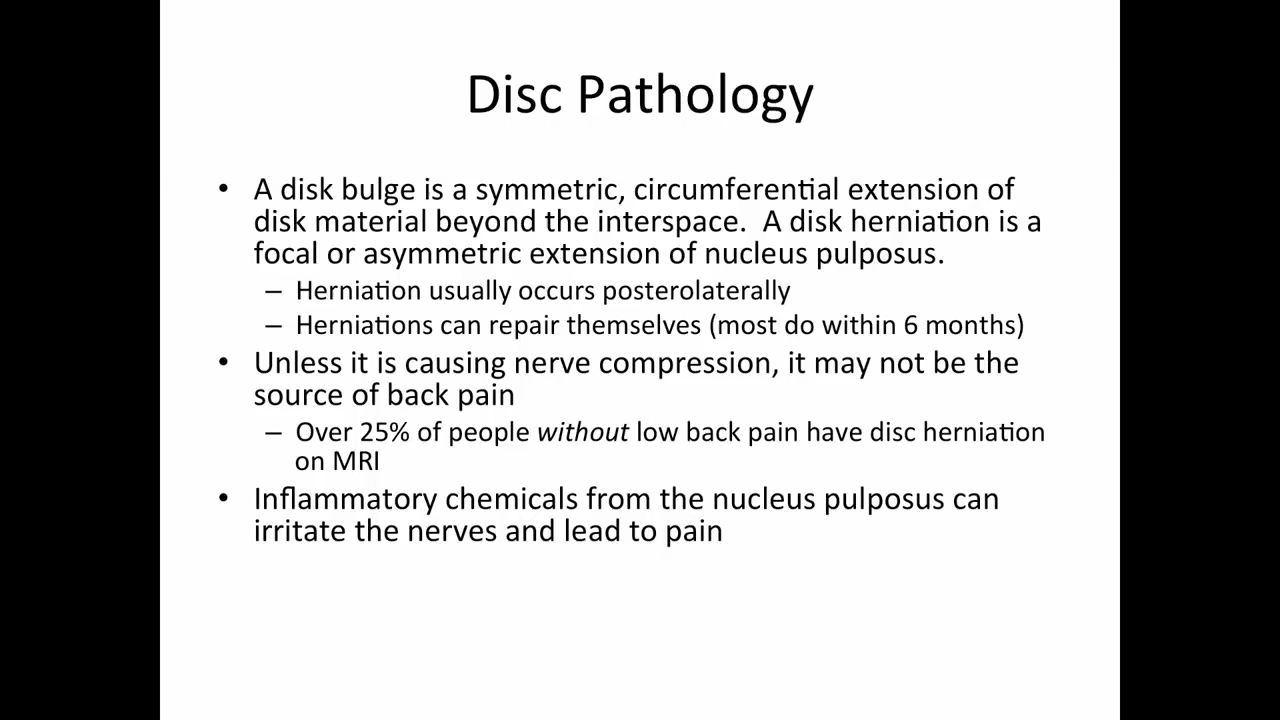 Disc Pathology
• A disk bulge is a symmetric, circumferential extension of
disk material beyond the interspace.  A disk herniation is a
focal or asymmetric extension of nucleus pulposus.
– Herniation usually occurs posterolaterally
– Herniations can repair themselves (most do within 6 months)
• Unless it is causing nerve compression, it may not be the
source of back pain
– Over 25% of people without low back pain have disc herniation
on MRI
• Inflammatory chemicals from the nucleus pulposus can
irritate the nerves and lead to pain